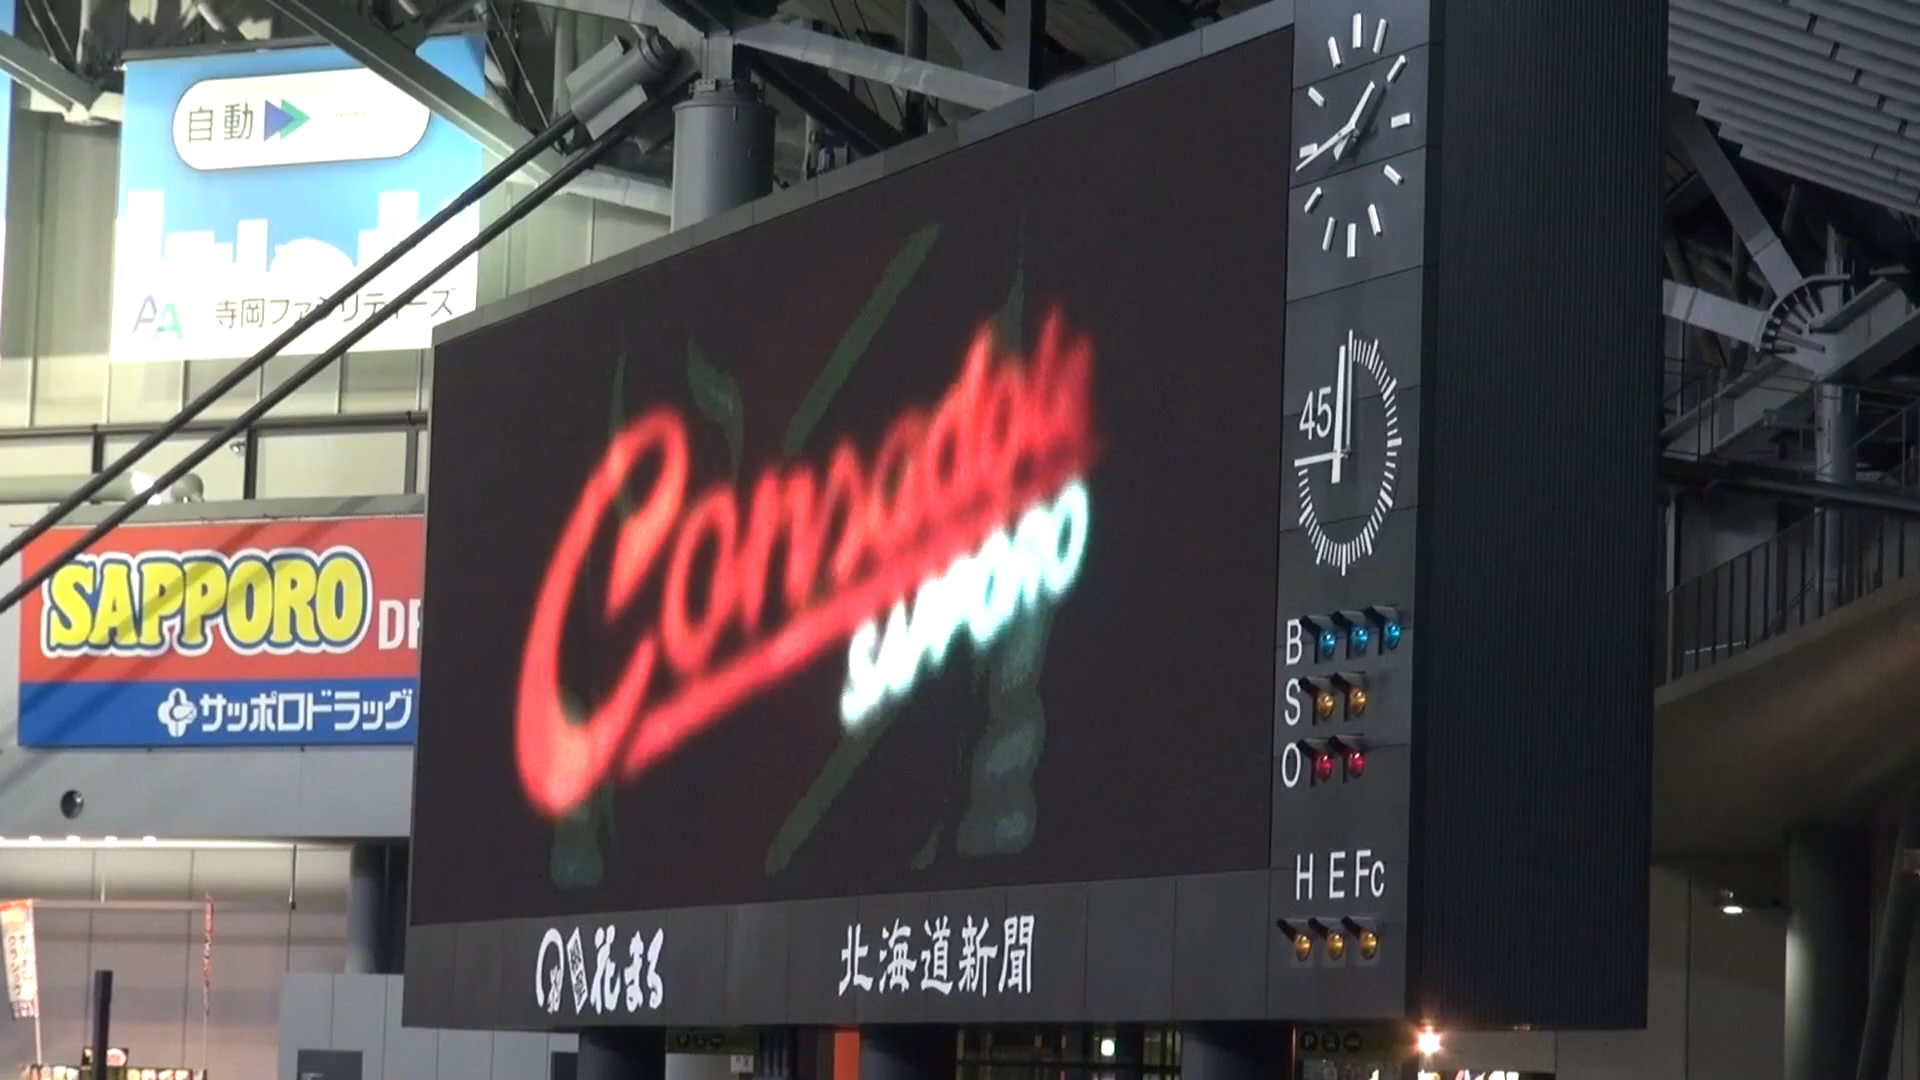 自動
AA 寺岡ファシリティーズ
SAPPORO
サッポロドラッグ
Consadole
SAPPORO
45
B
S
O
H E Fc
花まる
北海道新聞